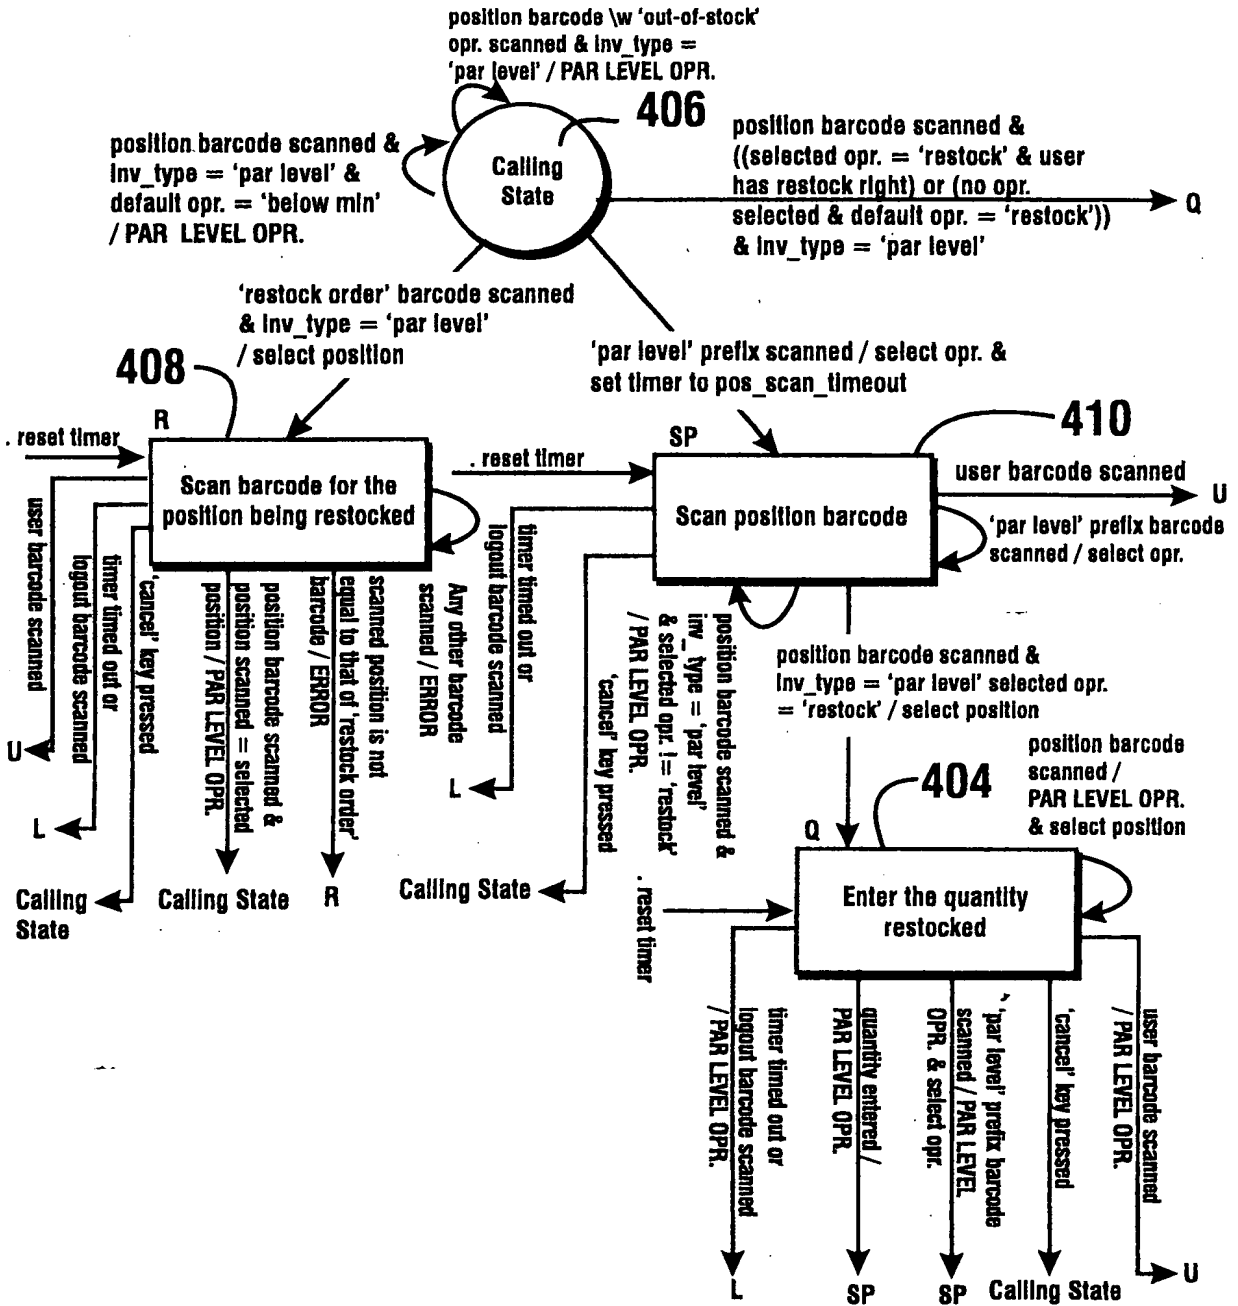 position barcode \w 'out-of-stock'
opr. scanned & inv_type =
'par level' / PAR LEVEL OPR.
406
position barcode scanned &
inv_type = 'par level' &
default opr. = 'below min'
/ PAR LEVEL OPR.
Calling
State
position barcode scanned &
((selected opr. = 'restock' & user
has restock right) or (no opr.
selected & default opr. = 'restock'))
& inv_type = 'par level'
Q
'restock order' barcode scanned
& inv_type = 'par level'
/ select position
'par level' prefix scanned / select opr. &
set timer to pos_scan_timeout
408
R
. reset timer
Scan barcode for the
position being restocked
user barcode scanned
U
timer timed out or
logout barcode scanned
L
'cancel' key pressed
Calling
State
position barcode scanned &
position scanned = selected
position / PAR LEVEL OPR.
Calling State
scanned position is not
equal to that of 'restock order'
barcode / ERROR
R
Any other barcode
scanned / ERROR
410
SP
. reset timer
Scan position barcode
user barcode scanned
U
'par level' prefix barcode
scanned / select opr.
timer timed out or
logout barcode scanned
L
'cancel' key pressed
Calling State
position barcode scanned &
inv_ type = 'par level'
& selected opr. != 'restock'
/ PAR LEVEL OPR.
position barcode scanned &
inv_type = 'par level' selected opr.
= 'restock' / select position
404
Q
position barcode
scanned /
PAR LEVEL OPR.
& select position
. reset timer
Enter the quantity
restocked
timer timed out or
logout barcode scanned
/ PAR LEVEL OPR.
L
quantity entered /
PAR LEVEL OPR.
SP
'par level' prefix barcode
scanned / PAR LEVEL
OPR. & select opr.
SP
'cancel' key pressed
Calling State
user barcode scanned
/ PAR LEVEL OPR.
U